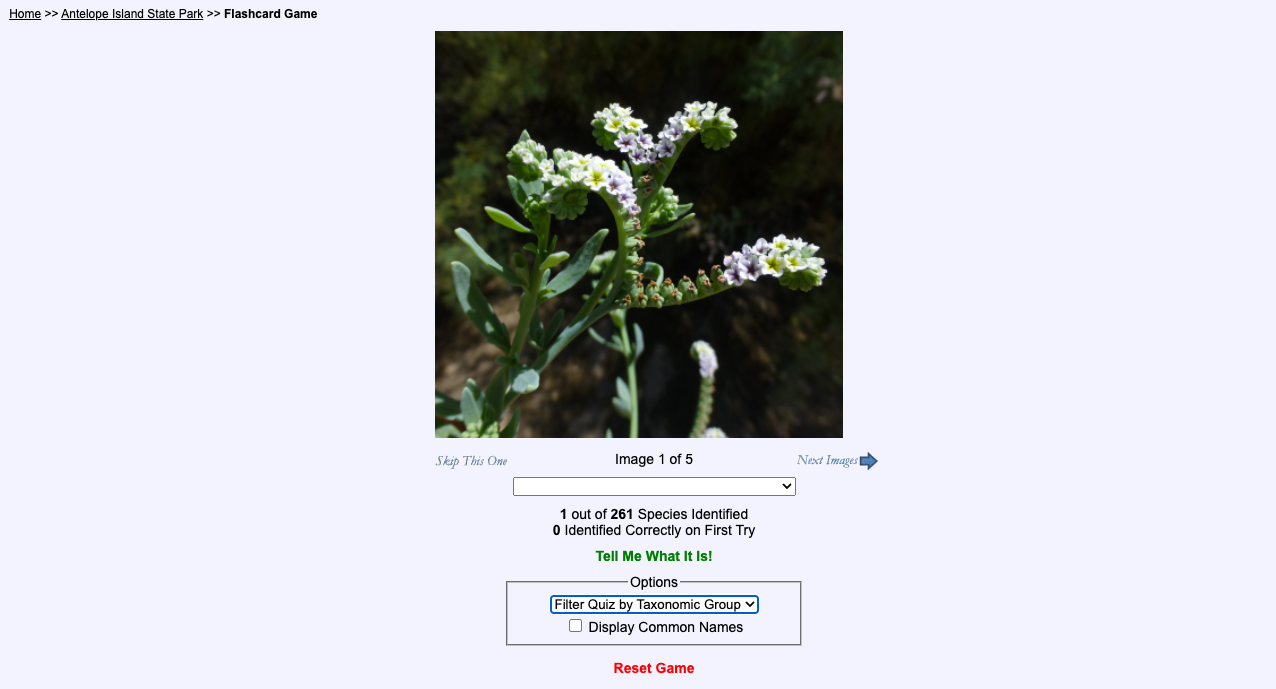 Home >> Antelope Island State Park >> Flashcard Game
Skip This One
Image 1 of 5
Next Images
1 out of 261 Species Identified
0 Identified Correctly on First Try
Tell Me What It Is!
Options
Filter Quiz by Taxonomic Group
Display Common Names
Reset Game